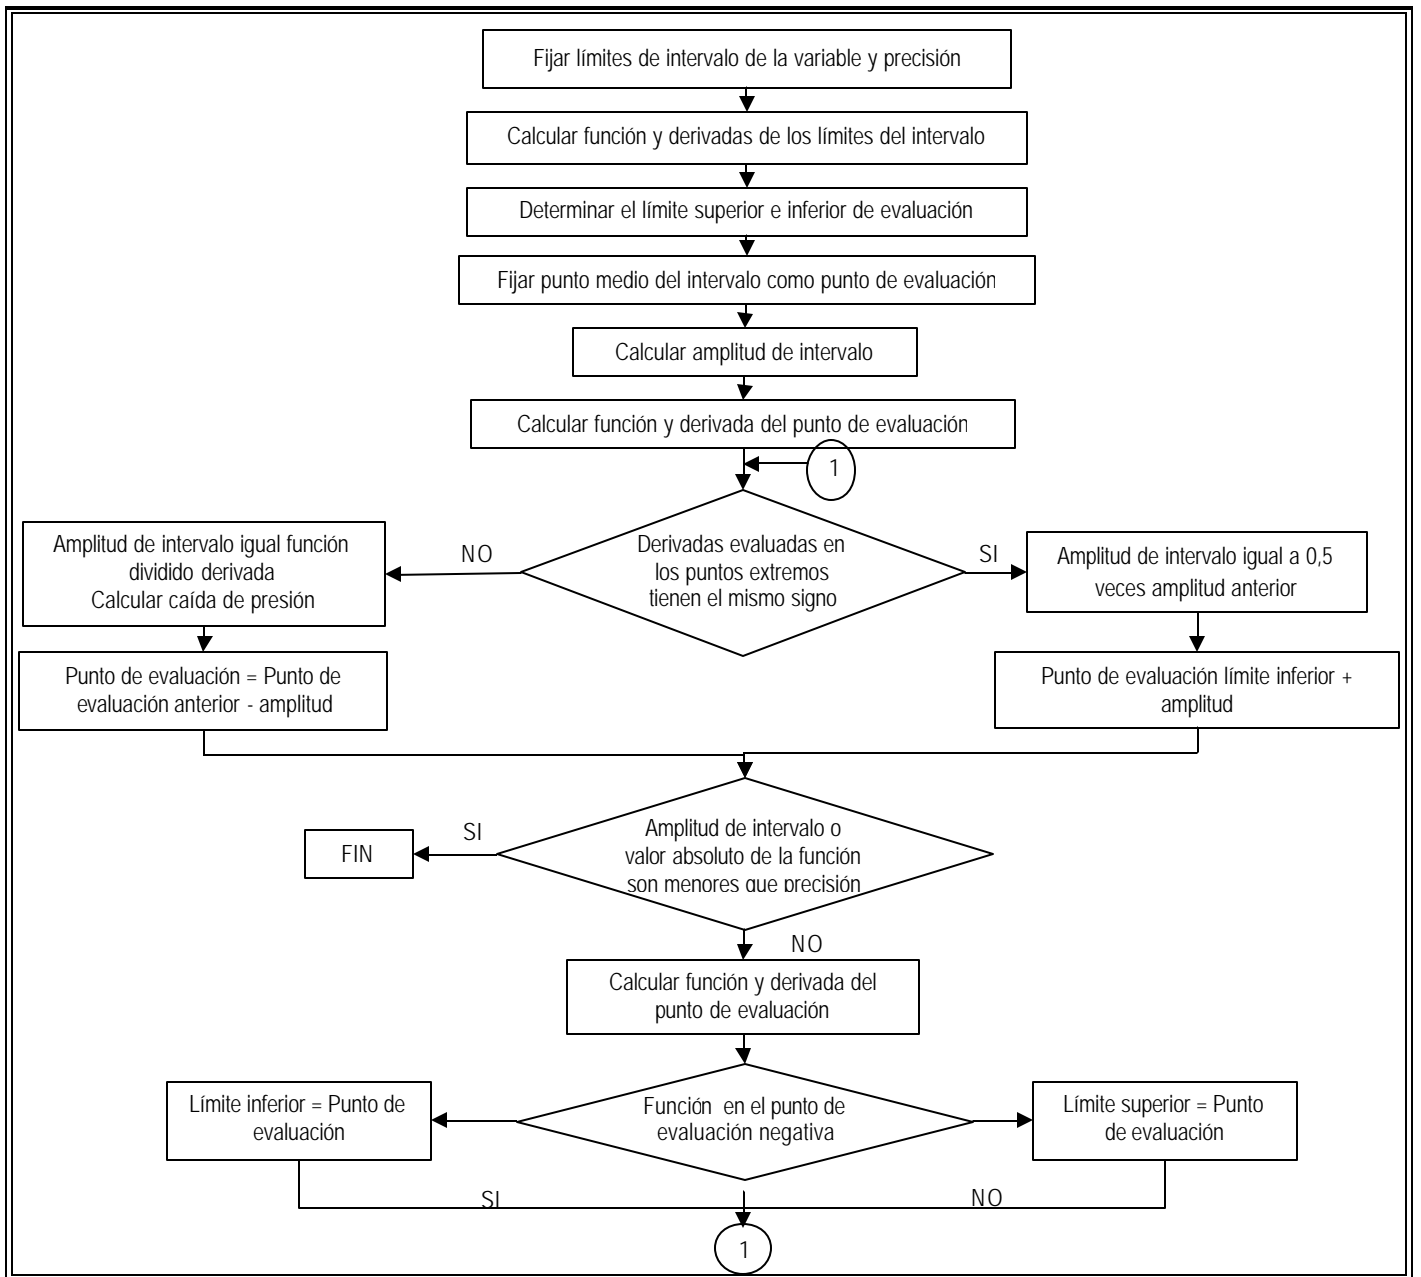 Fijar límites de intervalo de la variable y precisión
Calcular función y derivadas de los límites del intervalo
Determinar el límite superior e inferior de evaluación
Fijar punto medio del intervalo como punto de evaluación
Calcular amplitud de intervalo
Calcular función y derivada del punto de evaluación
1
Derivadas evaluadas en
los puntos extremos
tienen el mismo signo
NO
SI
Amplitud de intervalo igual función
dividido derivada
Calcular caída de presión
Amplitud de intervalo igual a 0,5
veces amplitud anterior
Punto de evaluación = Punto de
evaluación anterior - amplitud
Punto de evaluación límite inferior +
amplitud
Amplitud de intervalo o
valor absoluto de la función
son menores que precisión
SI
FIN
NO
Calcular función y derivada del
punto de evaluación
Función en el punto de
evaluación negativa
Límite inferior = Punto de
evaluación
Límite superior = Punto
de evaluación
SI
NO
1